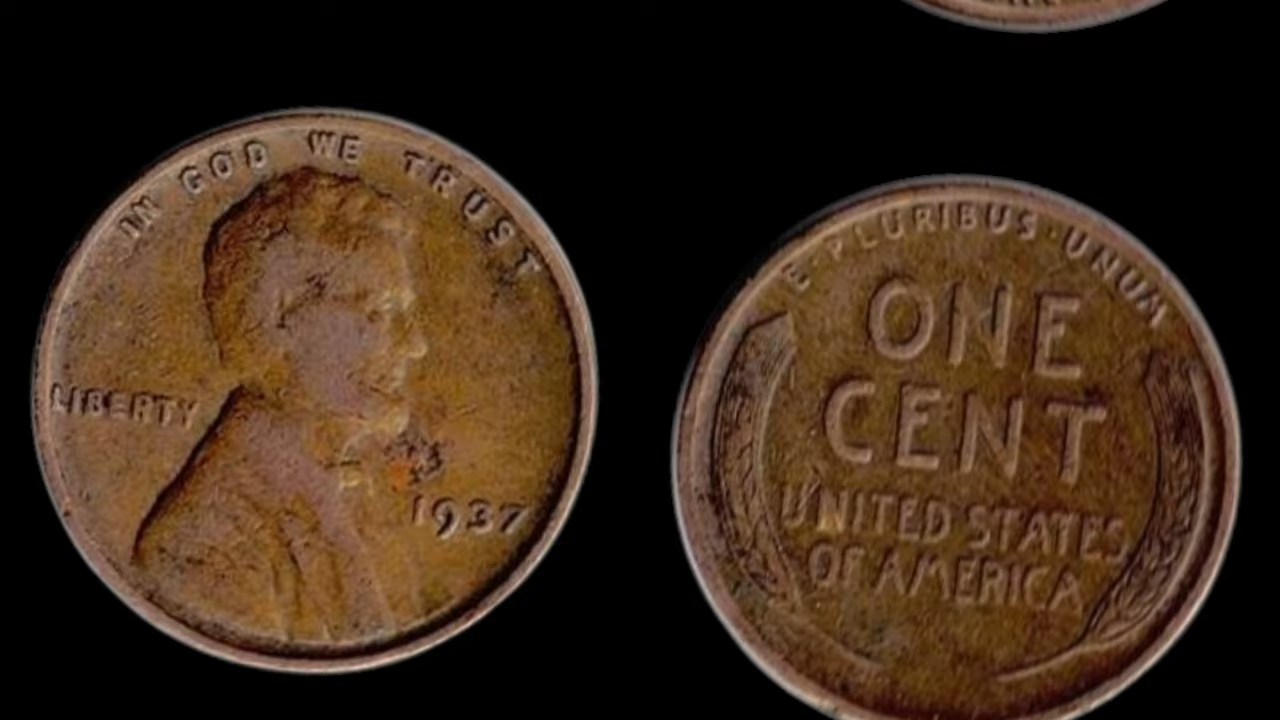 IN GOD WE TRUST
LIBERTY
1937
E·PLURIBUS·UNUM
ONE
CENT
UNITED STATES
OF AMERICA